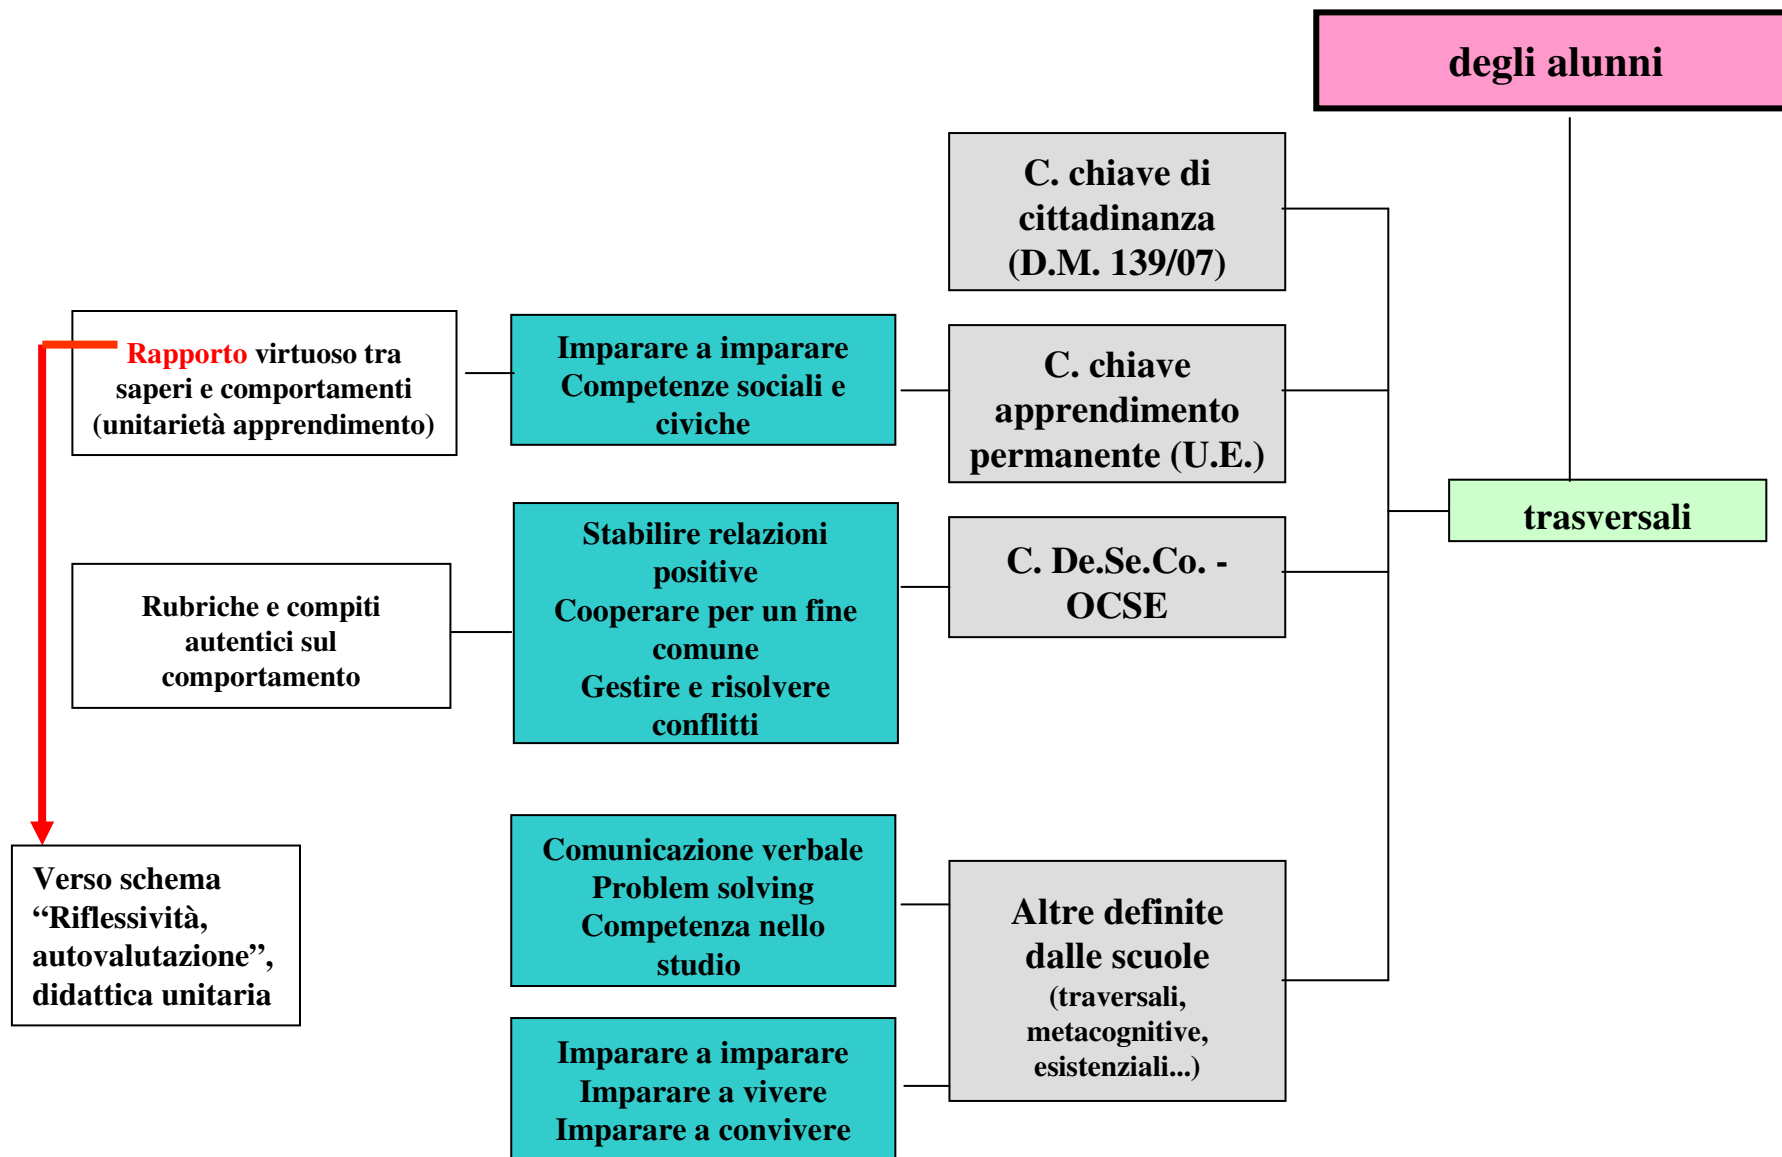 degli alunni
C. chiave di
cittadinanza
(D.M. 139/07)
Rapporto virtuoso tra
saperi e comportamenti
(unitarietà apprendimento)
Imparare a imparare
Competenze sociali e
civiche
C. chiave
apprendimento
permanente (U.E.)
trasversali
Rubriche e compiti
autentici sul
comportamento
Stabilire relazioni
positive
Cooperare per un fine
comune
Gestire e risolvere
conflitti
C. De.Se.Co. -
OCSE
Verso schema
“Riflessività,
autovalutazione”,
didattica unitaria
Comunicazione verbale
Problem solving
Competenza nello
studio
Altre definite
dalle scuole
(traversali,
metacognitive,
esistenziali...)
Imparare a imparare
Imparare a vivere
Imparare a convivere